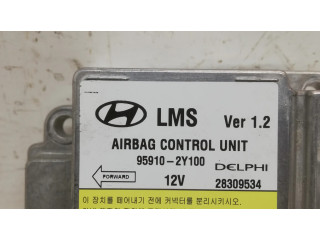 LMS Ver 1.2
AIRBAG CONTROL UNIT
95910-2Y100 DELPHI
FORWARD 12V 28309534
이 장치를 떼어내기 전에 커넥터를 분리시키시오.